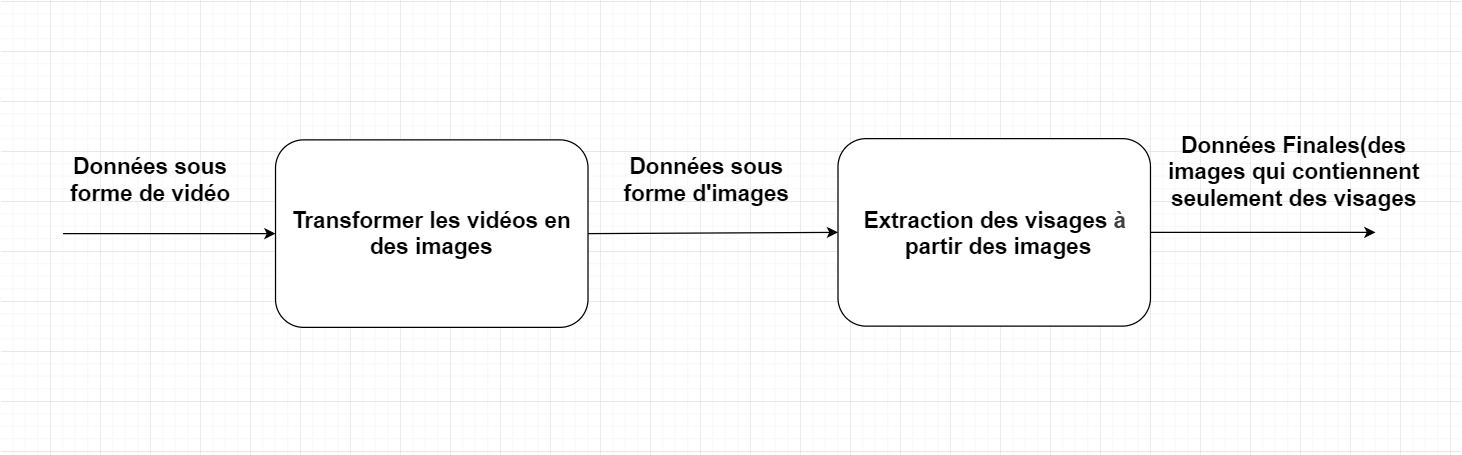 Données sous
forme de vidéo
Transformer les vidéos en
des images
Données sous
forme d'images
Extraction des visages à
partir des images
Données Finales(des
images qui contiennent
seulement des visages